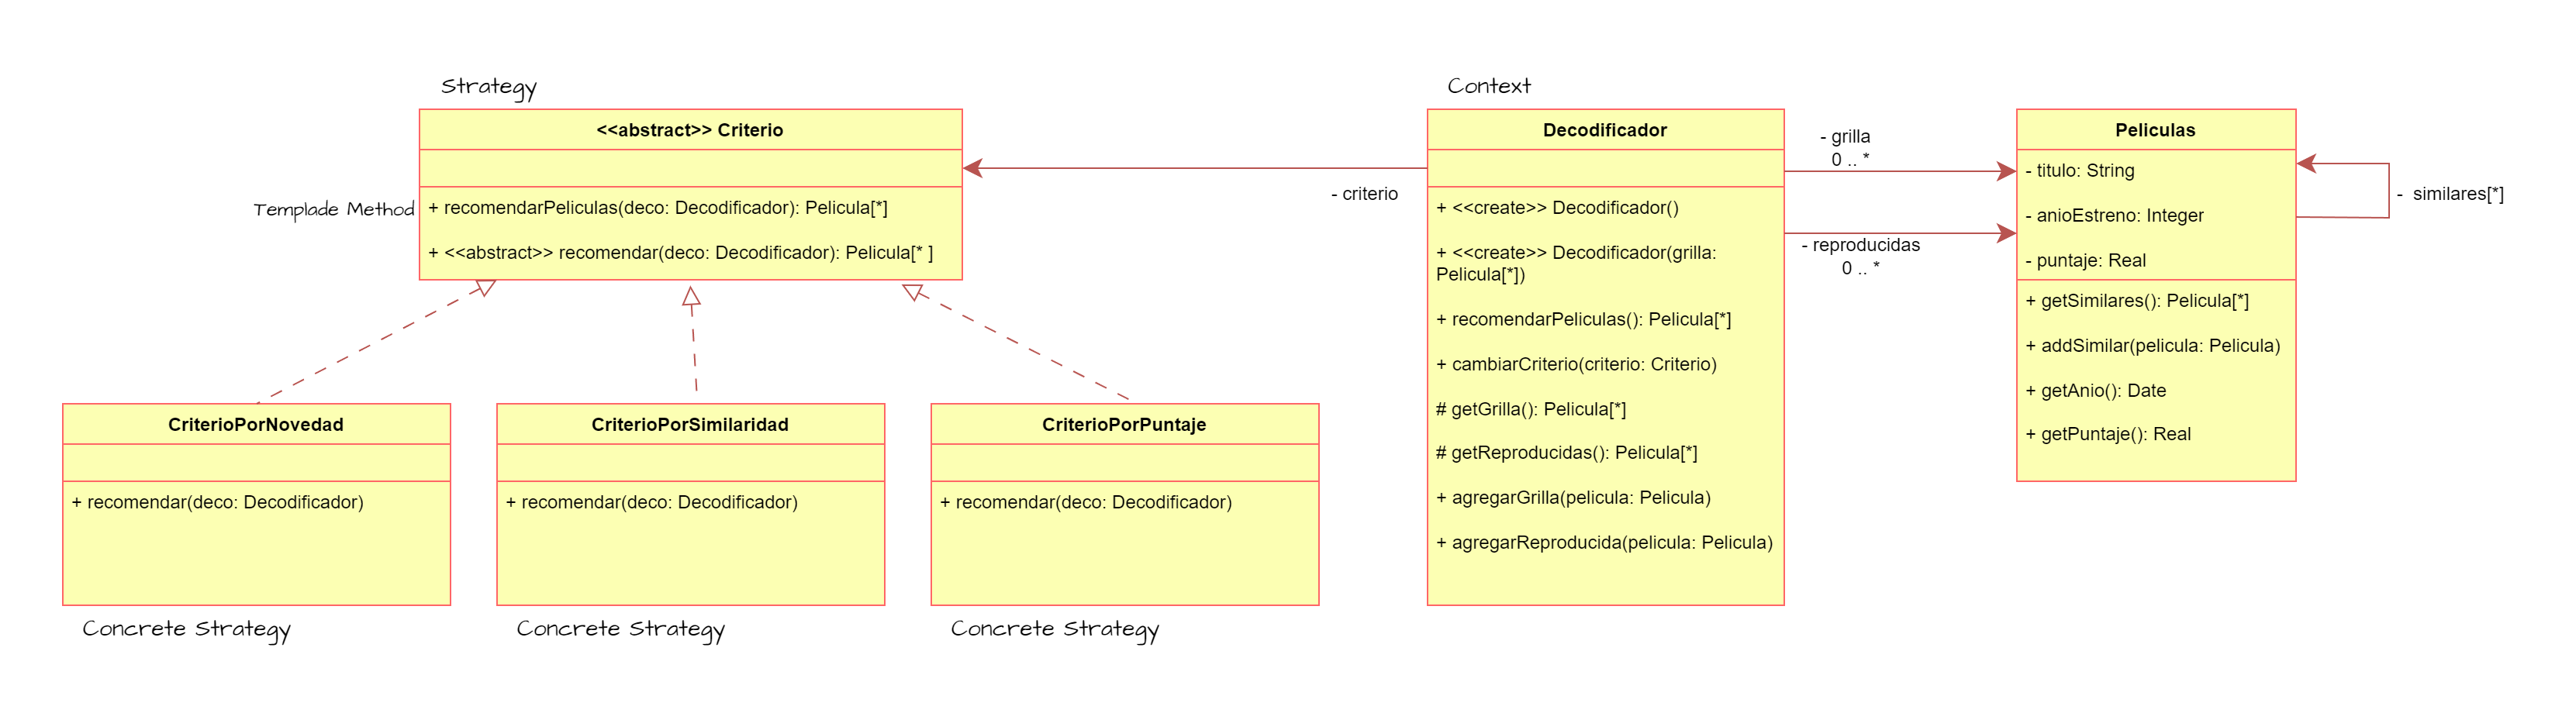 Strategy
<<abstract>> Criterio
Templade Method
+ recomendarPeliculas(deco: Decodificador): Pelicula[*]
+ <<abstract>> recomendar(deco: Decodificador): Pelicula[* ]
CriterioPorNovedad
+ recomendar(deco: Decodificador)
Concrete Strategy
CriterioPorSimilaridad
+ recomendar(deco: Decodificador)
Concrete Strategy
CriterioPorPuntaje
+ recomendar(deco: Decodificador)
Concrete Strategy
- criterio
Context
Decodificador
+ <<create>> Decodificador()
+ <<create>> Decodificador(grilla:
Pelicula[*])
+ recomendarPeliculas(): Pelicula[*]
+ cambiarCriterio(criterio: Criterio)
# getGrilla(): Pelicula[*]
# getReproducidas(): Pelicula[*]
+ agregarGrilla(pelicula: Pelicula)
+ agregarReproducida(pelicula: Pelicula)
- grilla
0 .. *
- reproducidas
0 .. *
Peliculas
- titulo: String
- anioEstreno: Integer
- puntaje: Real
+ getSimilares(): Pelicula[*]
+ addSimilar(pelicula: Pelicula)
+ getAnio(): Date
+ getPuntaje(): Real
- similares[*]